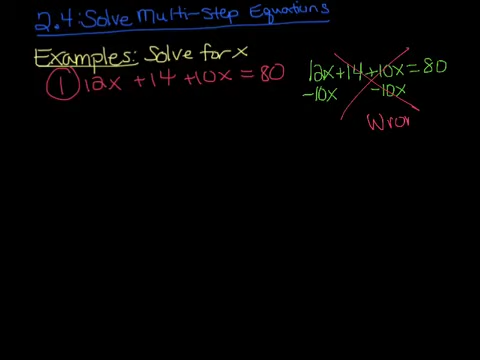 2.4: Solve Multi-Step Equations
Examples: Solve for x
① 12x + 14 + 10x = 80
12x + 14 + 10x = 80
-10x -10x
Wron